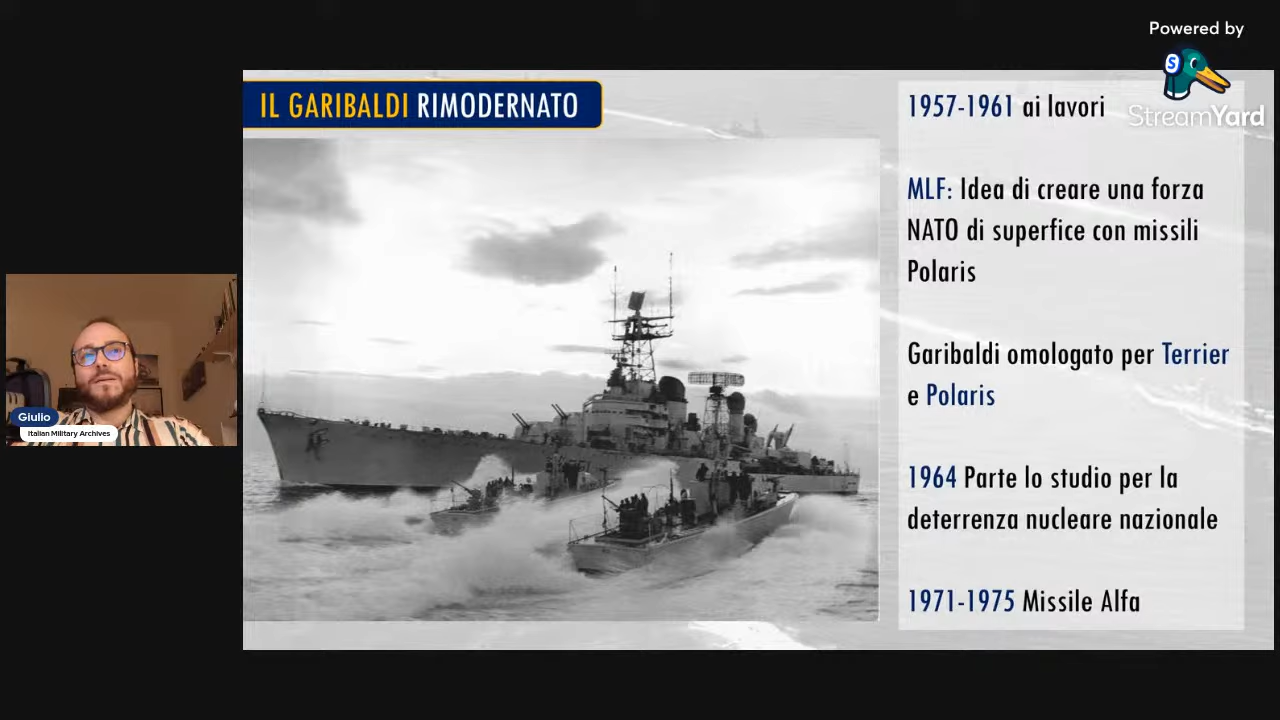 Powered by
StreamYard
IL GARIBALDI RIMODERNATO
1957-1961 ai lavori
MLF: Idea di creare una forza
NATO di superfice con missili
Polaris
Garibaldi omologato per Terrier
e Polaris
1964 Parte lo studio per la
deterrenza nucleare nazionale
1971-1975 Missile Alfa
Giulio
Italian Military Archives